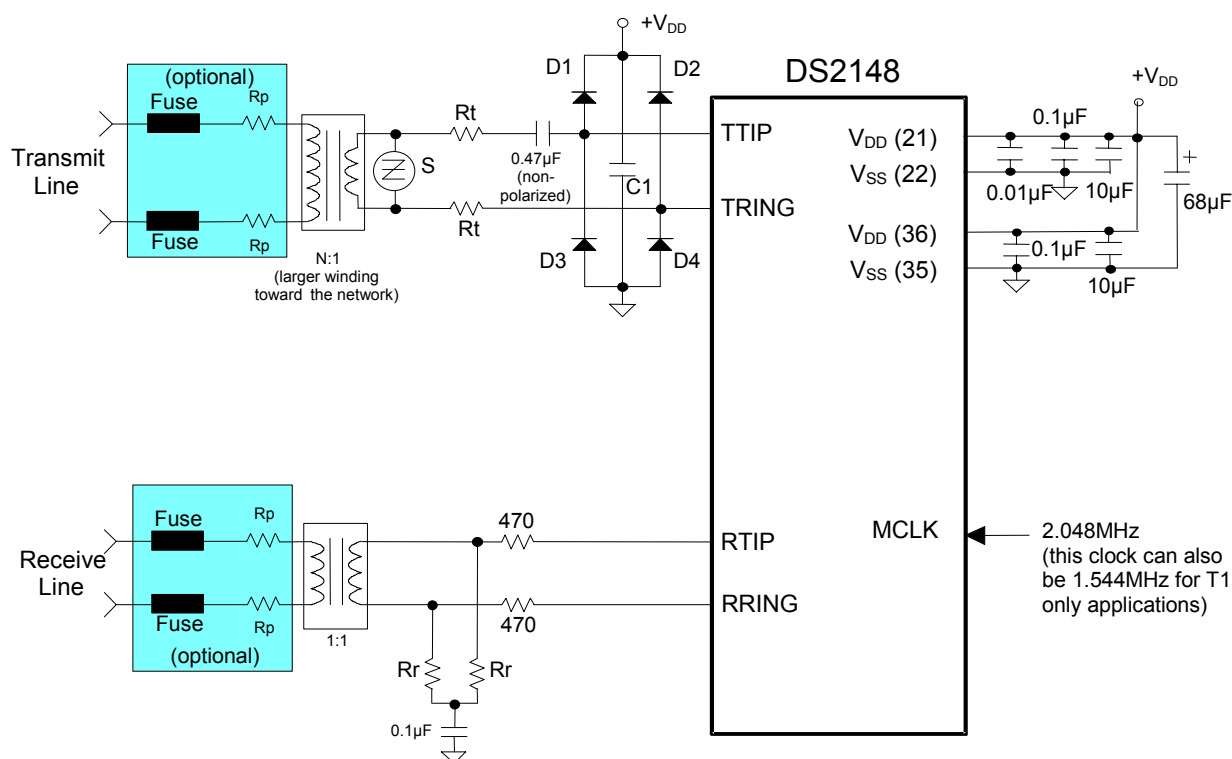 +VDD
(optional)
Fuse
Rp
D1
D2
DS2148
+VDD
Rt
Transmit
Line
S
0.47µF
(non-
polarized)
C1
TTIP
VDD (21)
0.1µF
+
VSS (22)
0.01µF
10µF
68µF
TRING
Fuse
Rp
Rt
N:1
(larger winding
toward the network)
D3
D4
VDD (36)
0.1µF
VSS (35)
10µF
Fuse
Rp
470
RTIP
MCLK
2.048MHz
(this clock can also
be 1.544MHz for T1
only applications)
Receive
Line
RRING
Fuse
Rp
(optional)
1:1
470
Rr
Rr
0.1µF